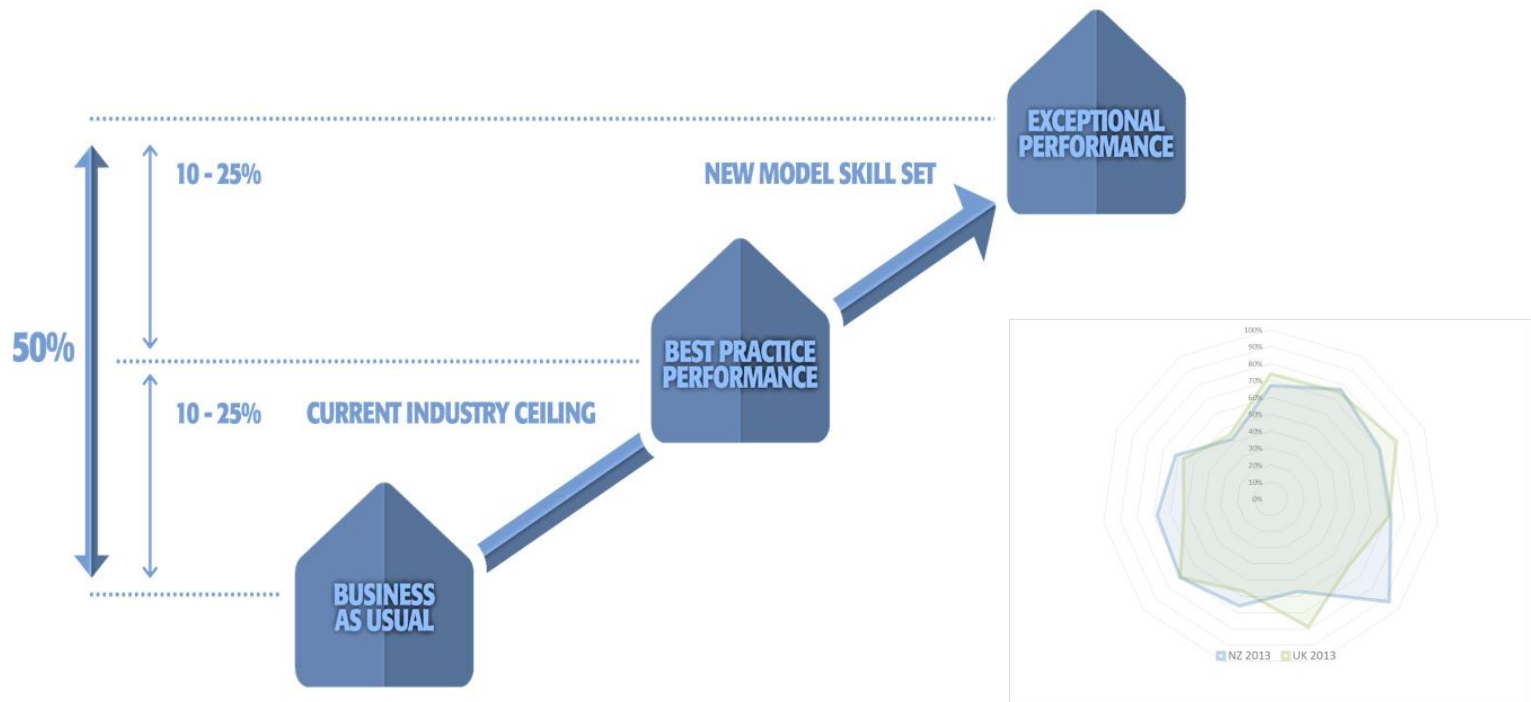 EXCEPTIONAL
PERFORMANCE
10 - 25%
NEW MODEL SKILL SET
50%
BEST PRACTICE
PERFORMANCE
10 - 25%
CURRENT INDUSTRY CEILING
BUSINESS
AS USUAL
100%
90%
80%
70%
60%
50%
40%
30%
20%
10%
0%
NZ 2013 UK 2013